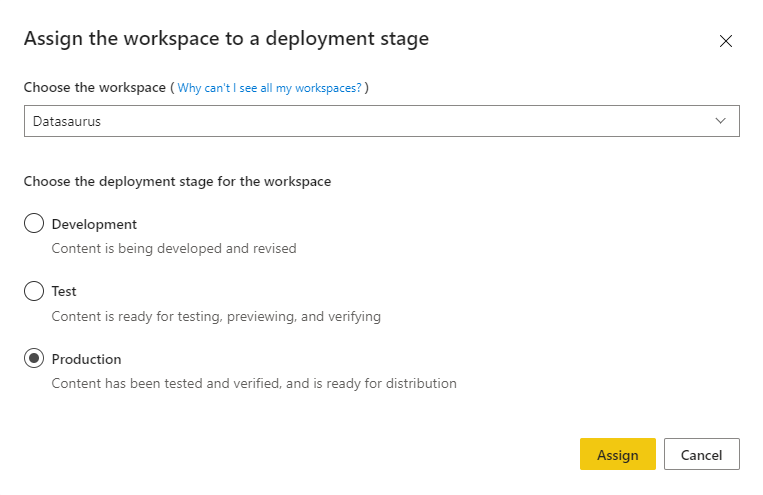 Assign the workspace to a deployment stage
Choose the workspace ( Why can't I see all my workspaces? )
Datasaurus
Choose the deployment stage for the workspace
Development
Content is being developed and revised
Test
Content is ready for testing, previewing, and verifying
Production
Content has been tested and verified, and is ready for distribution
Assign
Cancel